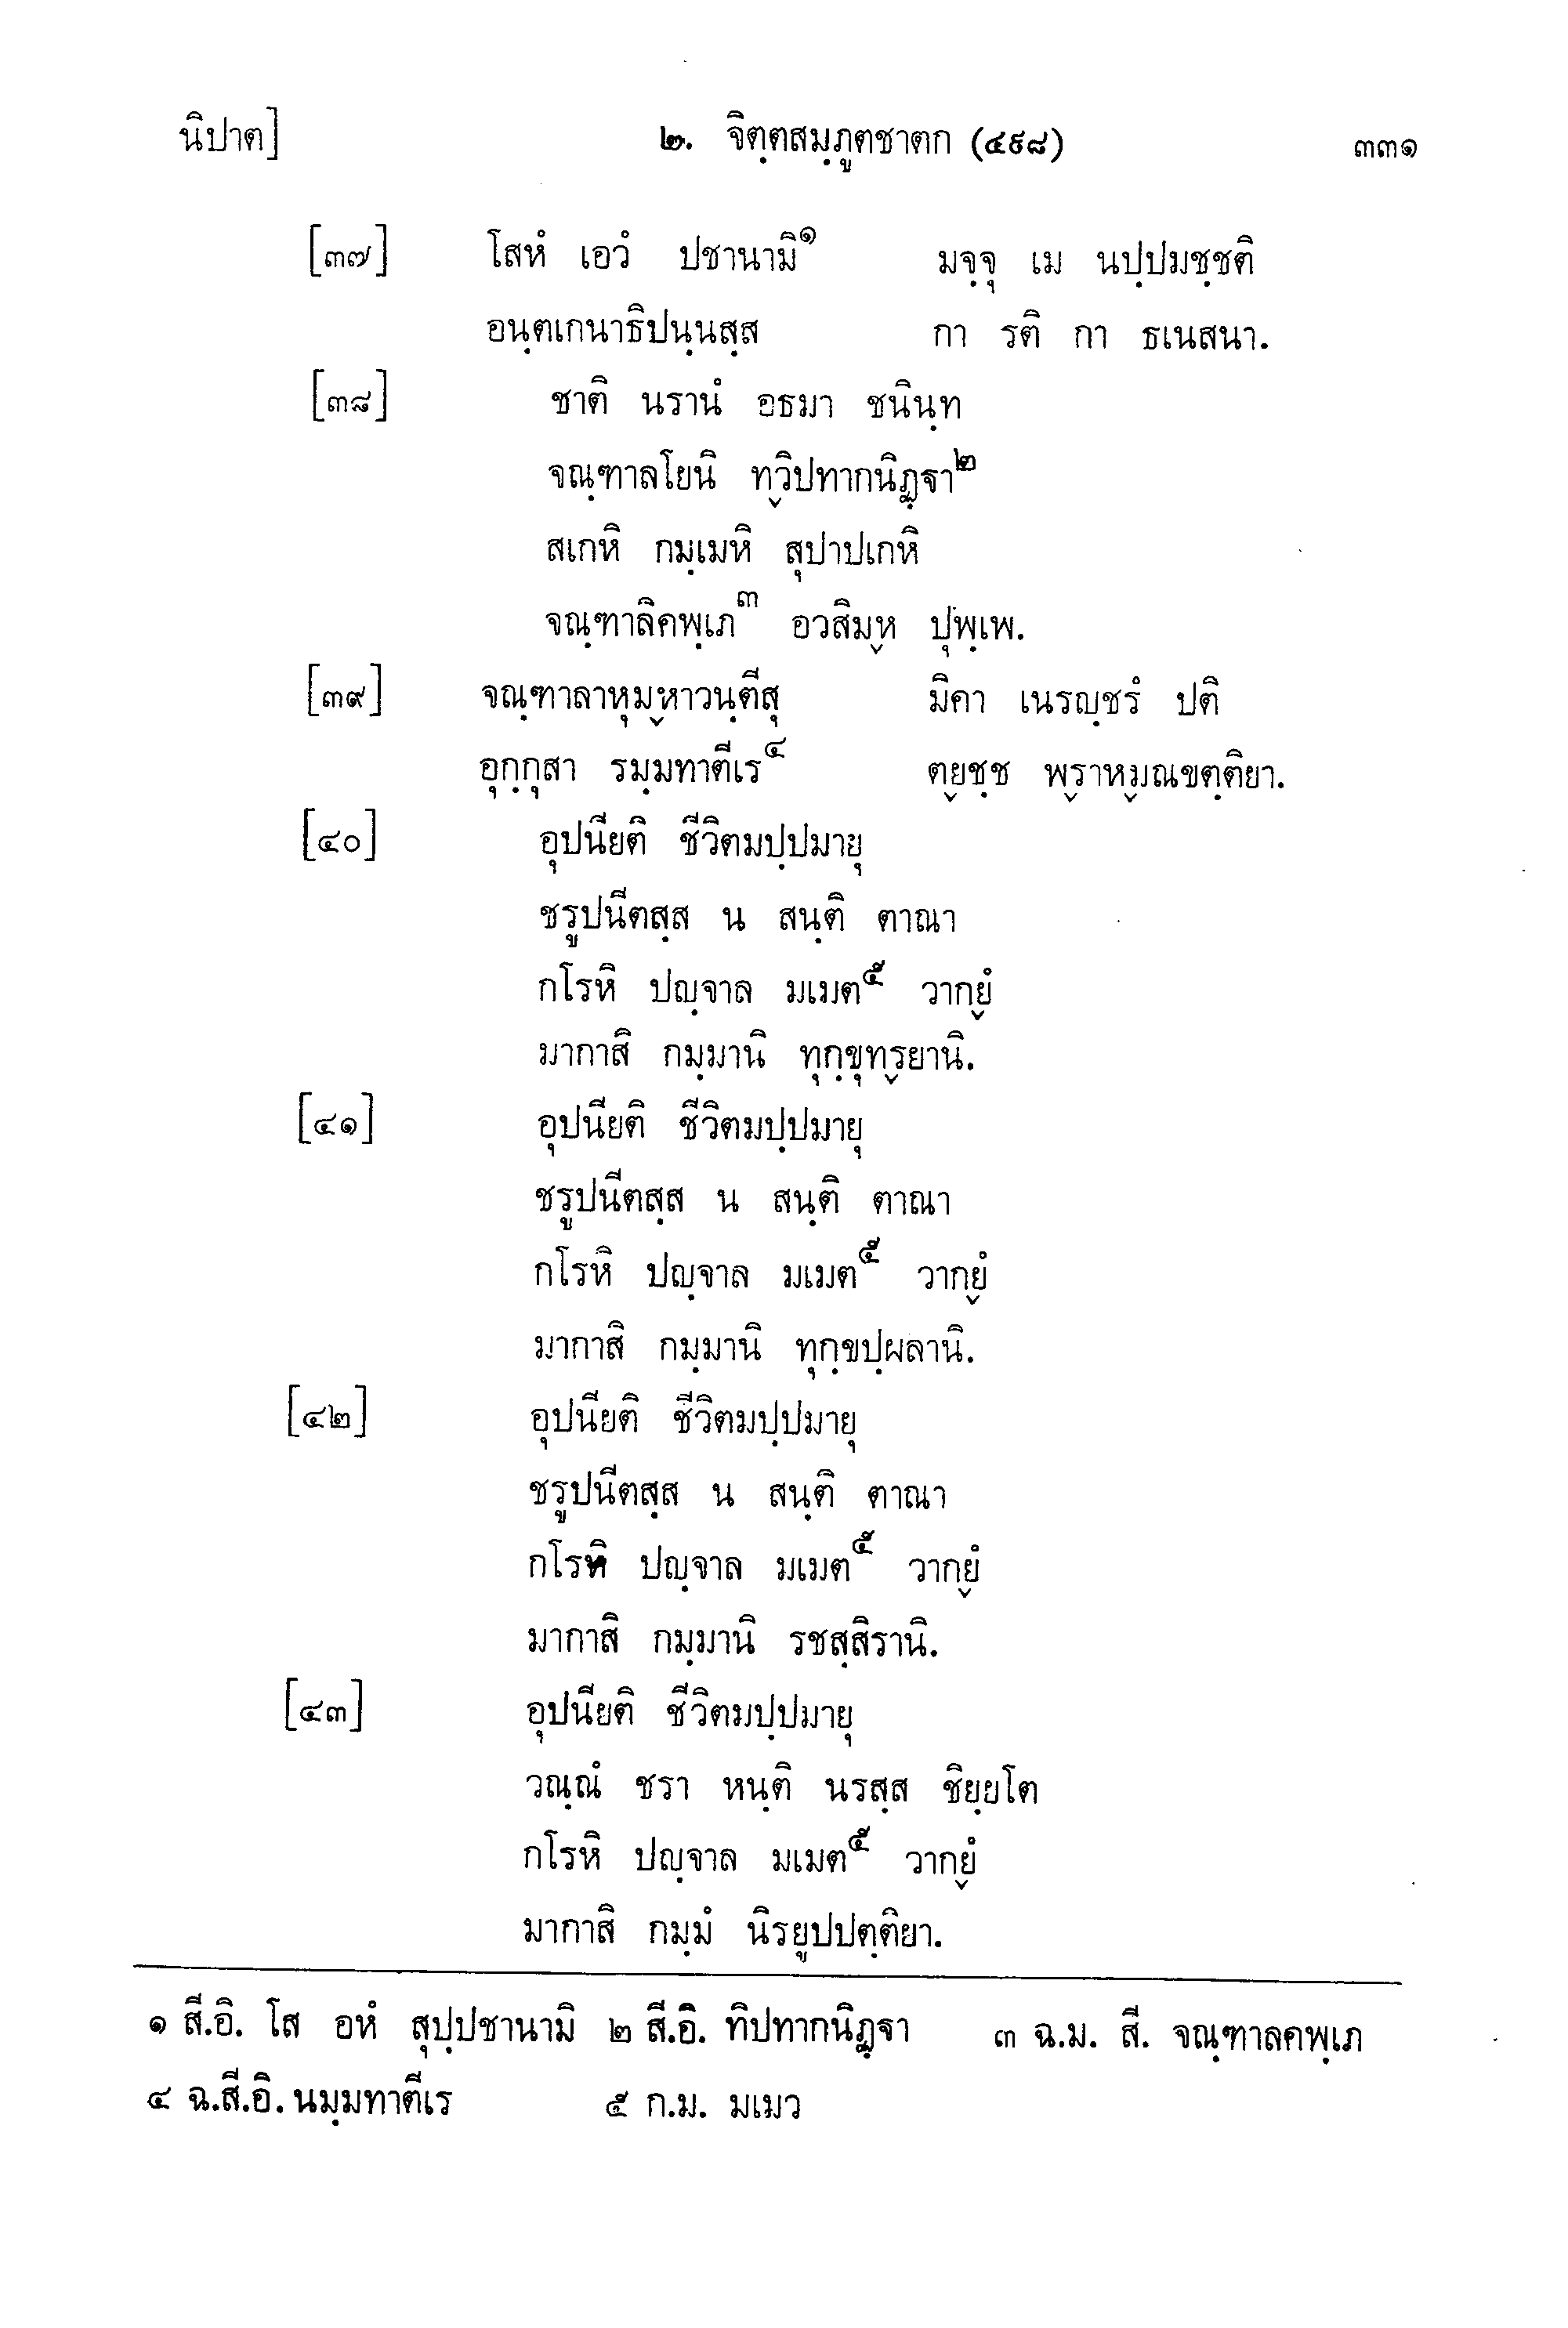 นิปาต] ๒. จิตฺตสมฺภูตชาตก (๔๙๘) ๓๓๑
[๓๗] โสหํ เอวํ ปชานามิ๑ มจฺจุ เม นปฺปมชฺชติ
อนฺตเกนาธิปนฺนสฺส กา รติ กา ธเนสนา.
[๓๘] ชาติ นรานํ อธมา ชนินฺท
จณฺฑาลโยนิ ทฺวิปทากนิฏฺฐา๒
สเกหิ กมฺเมหิ สุปาปเกหิ
จณฺฑาลิคพฺเภ๓ อวสิมฺห ปุพฺเพ.
[๓๙] จณฺฑาลาหุมฺหาวนฺตีสุ มิคา เนรญฺชรํ ปติ
อุกฺกุสา รมฺมทาตีเร๔ ตฺยชฺช พฺราหฺมณขตฺติยา.
[๔๐] อุปนียติ ชีวิตมปฺปมายุ
ชรูปนีตสฺส น สนฺติ ตาณา
กโรหิ ปญฺจาล มเมต๕ วากฺยํ
มากาสิ กมฺมานิ ทุกฺขุทฺรยานิ.
[๔๑] อุปนียติ ชีวิตมปฺปมายุ
ชรูปนีตสฺส น สนฺติ ตาณา
กโรหิ ปญฺจาล มเมต๕ วากฺยํ
มากาสิ กมฺมานิ ทุกฺขปฺผลานิ.
[๔๒] อุปนียติ ชีวิตมปฺปมายุ
ชรูปนีตสฺส น สนฺติ ตาณา
กโรหิ ปญฺจาล มเมต๕ วากฺยํ
มากาสิ กมฺมานิ รชสฺสิรานิ.
[๔๓] อุปนียติ ชีวิตมปฺปมายุ
วณฺณํ ชรา หนฺติ นรสฺส ชิยฺยโต
กโรหิ ปญฺจาล มเมต๕ วากฺยํ
มากาสิ กมฺมํ นิรยูปปตฺติยา.
๑ สี.อิ. โส อหํ สุปฺปชานามิ ๒ สี.อิ. ทิปทากนิฏฺฐา ๓ ฉ.ม. สี. จณฺฑาลคพฺเภ
๔ ฉ.สี.อิ. นมฺมทาตีเร ๕ ก.ม. มเมว